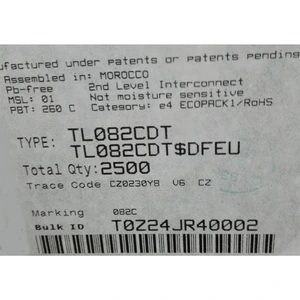 ufactured under patents or patents pending
Assembled in: MOROCCO
Pb-free 2nd Level Interconnect
MSL: 01 Not moisture sensitive
PBT: 260 C Category: e4 ECOPACK1/RoHS
TYPE: TL082CDT
TL082CDT$DFEU
Total Qty: 2500
Trace Code CZ0230YB V6 CZ
Marking 082C
Bulk ID T0Z24JR40002